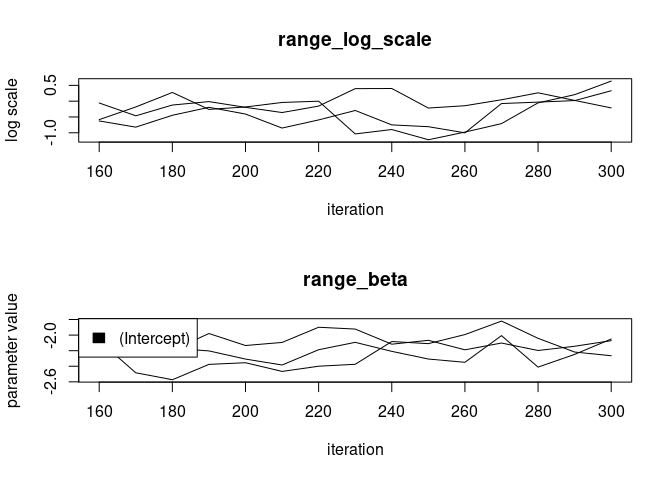 range_log_scale
log scale
0.5
-1.0
160 180 200 220 240 260 280 300
iteration
range_beta
parameter value
-2.0
-2.6
(Intercept)
160 180 200 220 240 260 280 300
iteration